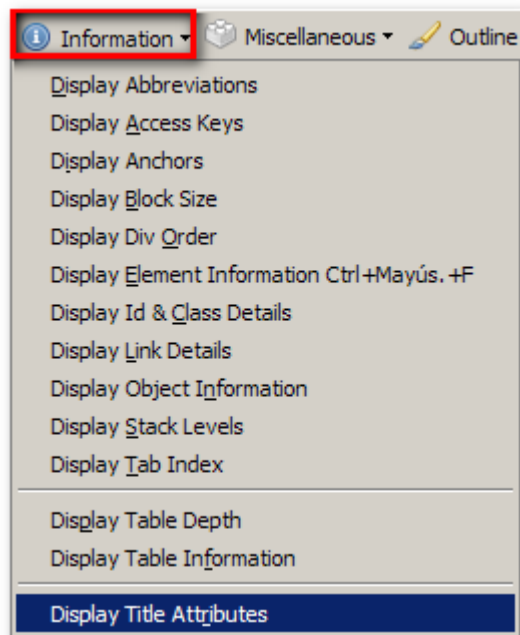 Information Miscellaneous Outline
Display Abbreviations
Display Access Keys
Display Anchors
Display Block Size
Display Div Order
Display Element Information Ctrl+Mayús.+F
Display Id & Class Details
Display Link Details
Display Object Information
Display Stack Levels
Display Tab Index
Display Table Depth
Display Table Information
Display Title Attributes